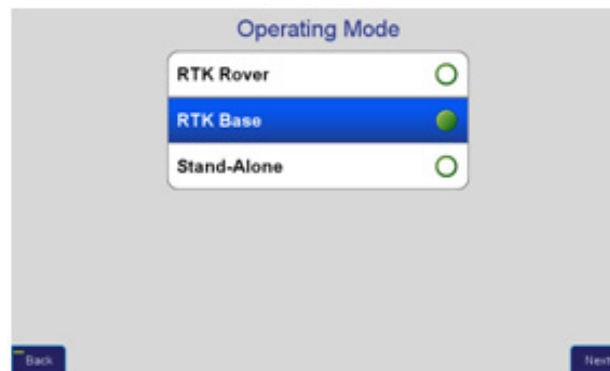 Operating Mode
RTK Rover
RTK Base
Stand-Alone
Back
Next